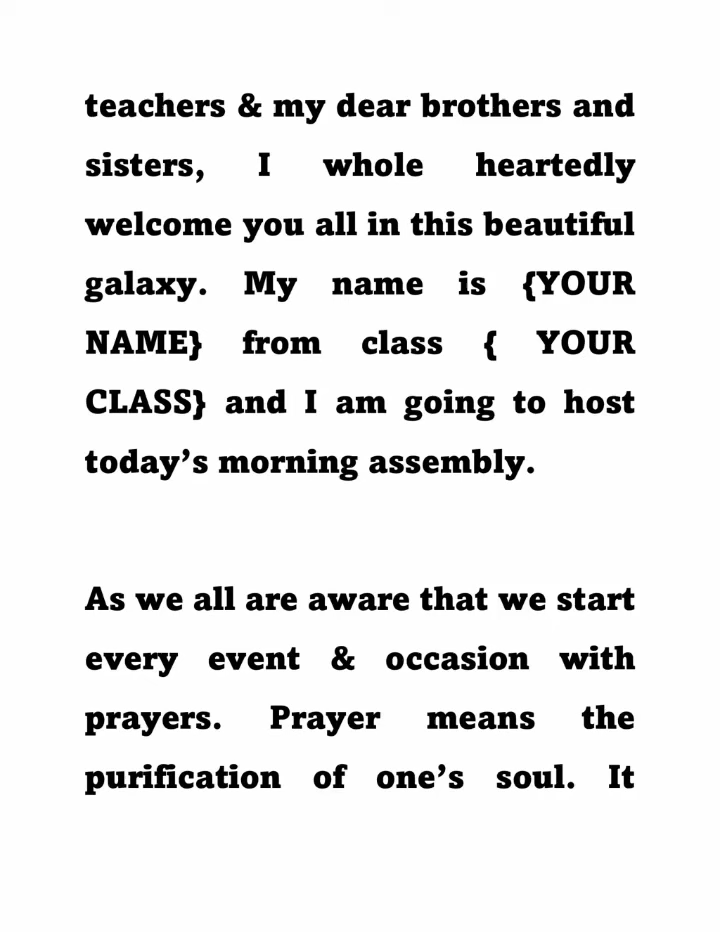 teachers & my dear brothers and
sisters, I whole heartedly
welcome you all in this beautiful
galaxy. My name is {YOUR
NAME} from class { YOUR
CLASS} and I am going to host
today’s morning assembly.
As we all are aware that we start
every event & occasion with
prayers. Prayer means the
purification of one’s soul. It